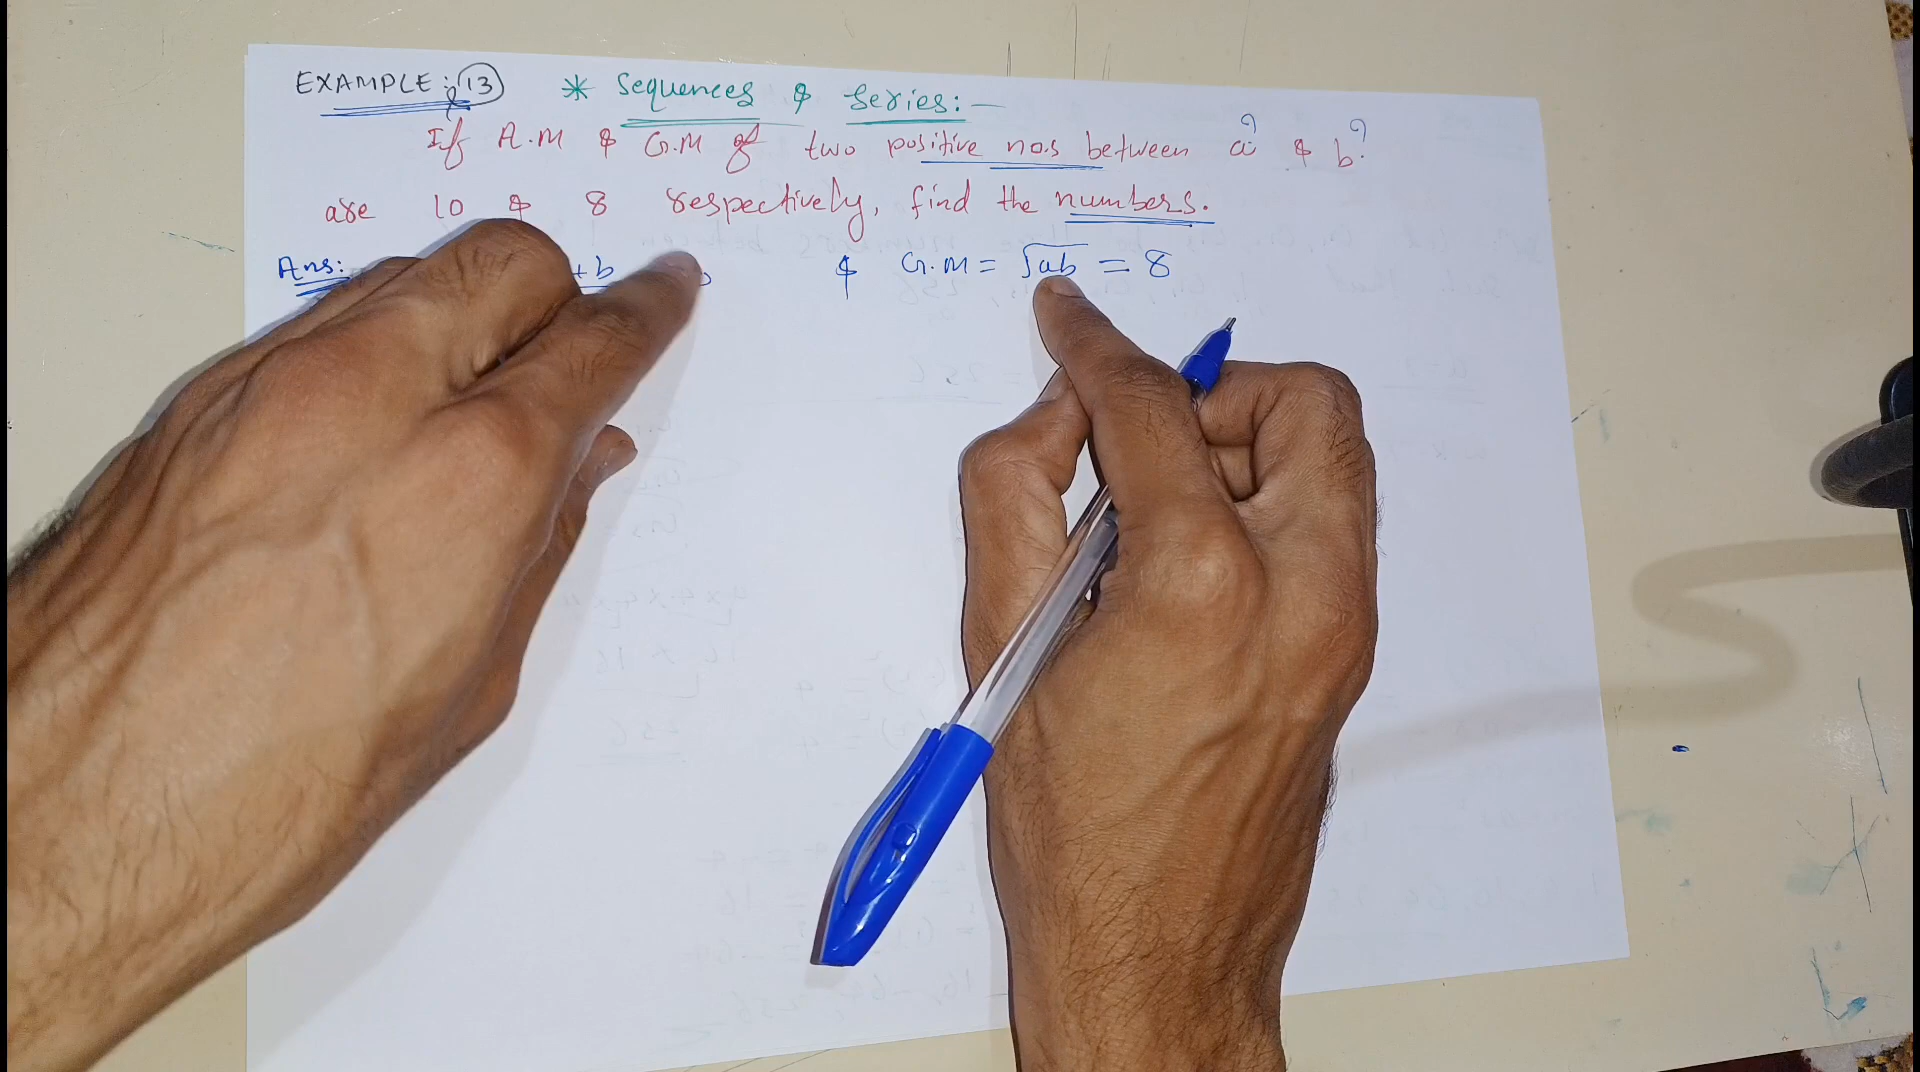 EXAMPLE: 13 * Sequences & Series:-
If A.M & G.M of two positive nos between a? & b?
are 10 & 8 respectively, find the numbers.
Ans: +b & G.M = √ab = 8